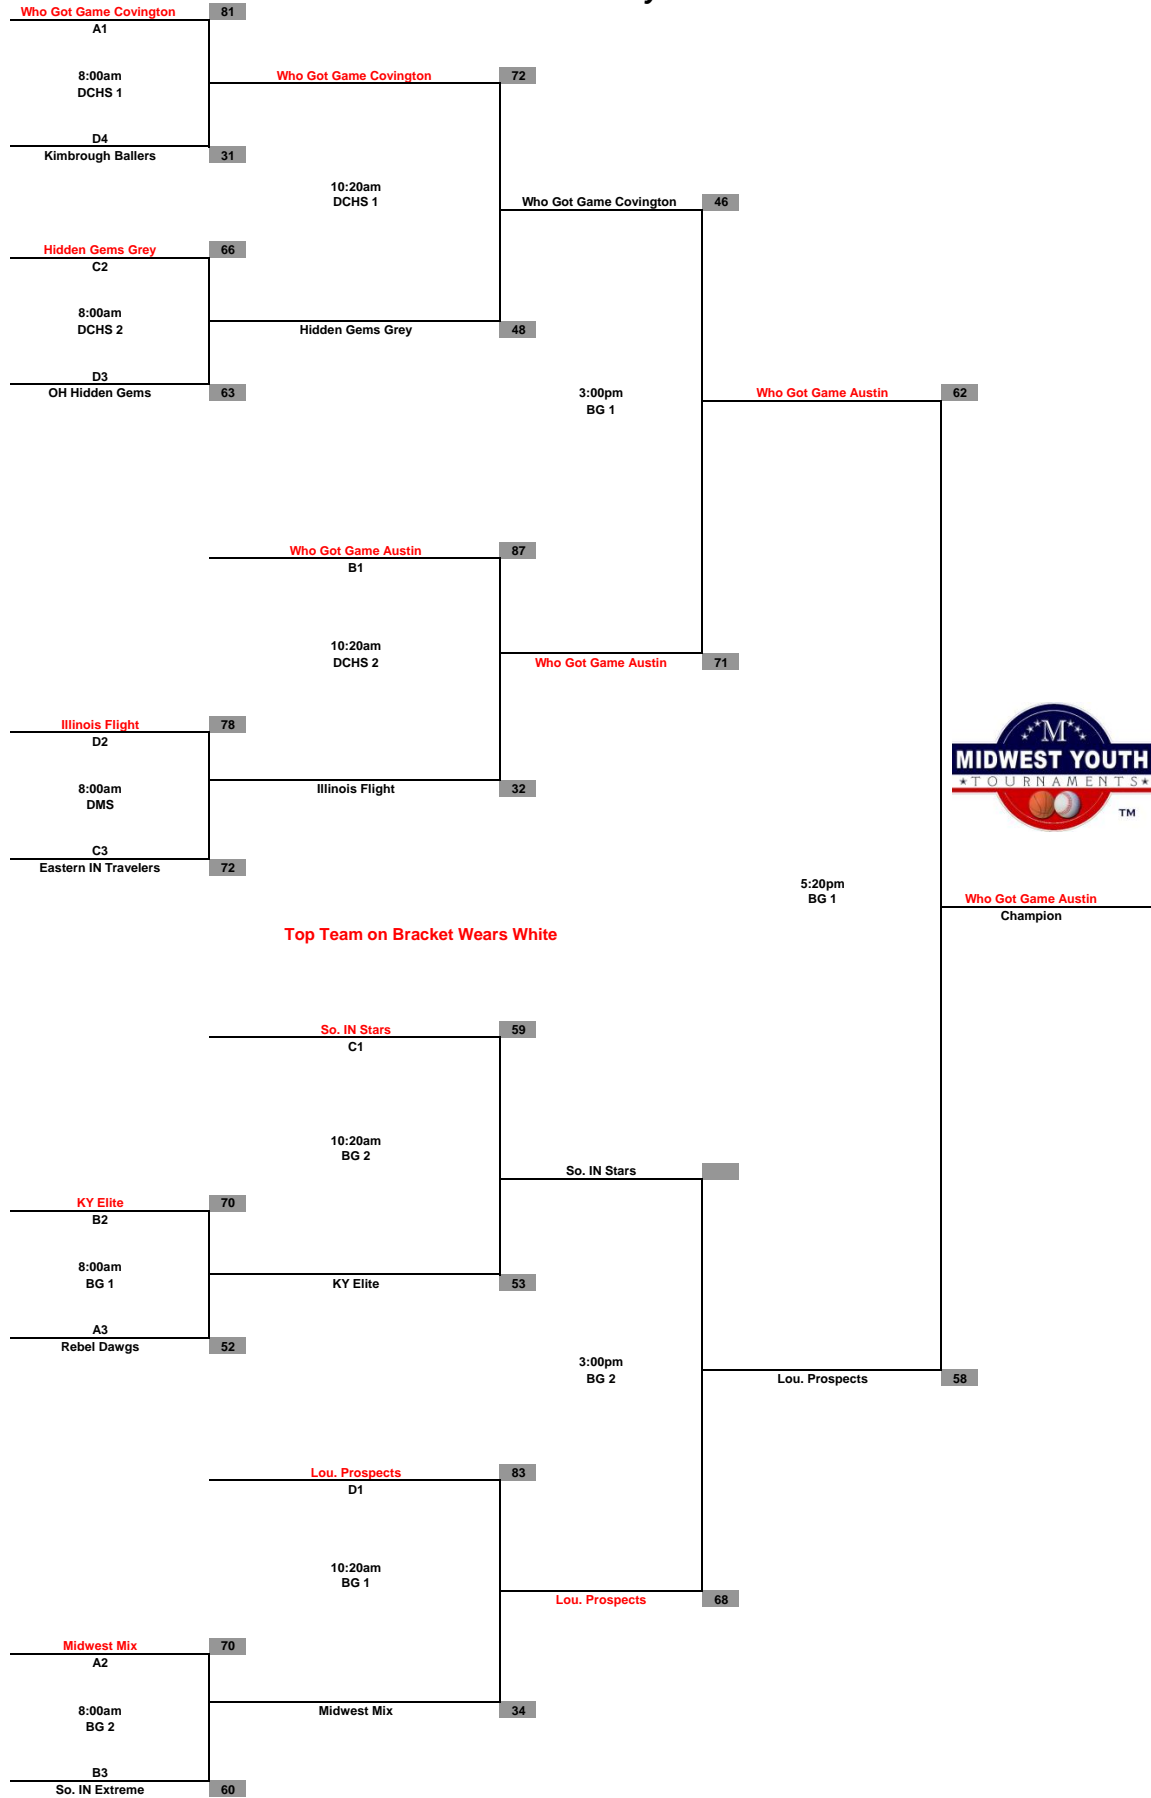 Who Got Game Covington 81
A1
8:00am
DCHS 1
D4
Kimbrough Ballers 31
Who Got Game Covington 72
10:20am
DCHS 1
Hidden Gems Grey 66
C2
8:00am
DCHS 2
D3
OH Hidden Gems 63
Hidden Gems Grey 48
Who Got Game Covington 46
3:00pm
BG 1
Who Got Game Austin 62
Who Got Game Austin 87
B1
10:20am
DCHS 2
Who Got Game Austin 71
Illinois Flight 78
D2
8:00am
DMS
C3
Eastern IN Travelers 72
Illinois Flight 32
M
MIDWEST YOUTH
TOURNAMENTS
TM
5:20pm
BG 1
Who Got Game Austin
Champion
Top Team on Bracket Wears White
So. IN Stars 59
C1
10:20am
BG 2
So. IN Stars
KY Elite 70
B2
8:00am
BG 1
A3
Rebel Dawgs 52
KY Elite 53
3:00pm
BG 2
Lou. Prospects 58
Lou. Prospects 83
D1
10:20am
BG 1
Lou. Prospects 68
Midwest Mix 70
A2
8:00am
BG 2
B3
So. IN Extreme 60
Midwest Mix 34